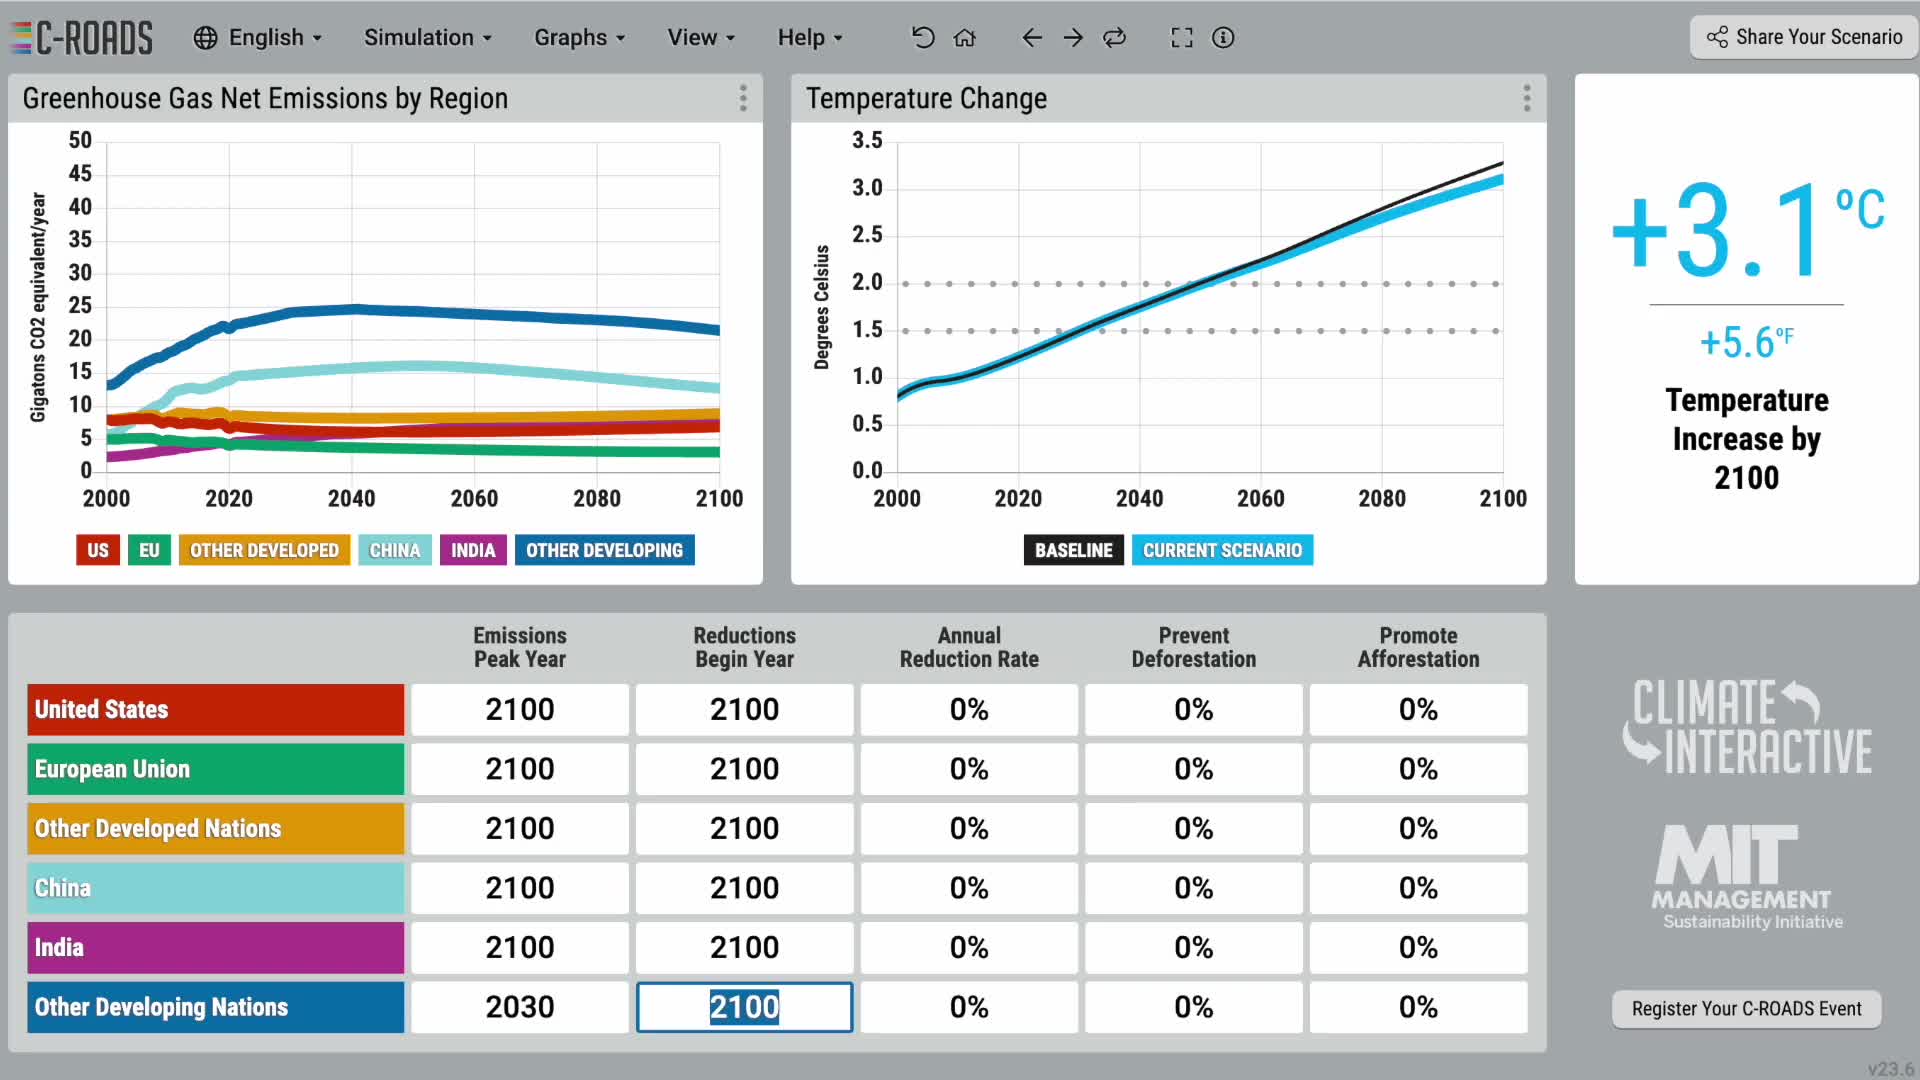 C-ROADS English Simulation Graphs View Help Share Your Scenario
Greenhouse Gas Net Emissions by Region
Gigatons CO2 equivalent/year
50
45
40
35
30
25
20
15
10
5
0
2000 2020 2040 2060 2080 2100
US EU OTHER DEVELOPED CHINA INDIA OTHER DEVELOPING
Temperature Change
Degrees Celsius
3.5
3.0
2.5
2.0
1.5
1.0
0.5
0.0
2000 2020 2040 2060 2080 2100
BASELINE CURRENT SCENARIO
+3.1 ºC
+5.6ºF
Temperature
Increase by
2100
Emissions
Peak Year
Reductions
Begin Year
Annual
Reduction Rate
Prevent
Deforestation
Promote
Afforestation
United States 2100 2100 0% 0% 0%
European Union 2100 2100 0% 0% 0%
Other Developed Nations 2100 2100 0% 0% 0%
China 2100 2100 0% 0% 0%
India 2100 2100 0% 0% 0%
Other Developing Nations 2030 2100 0% 0% 0%
CLIMATE
INTERACTIVE
MIT
MANAGEMENT
Sustainability Initiative
Register Your C-ROADS Event
v23.6